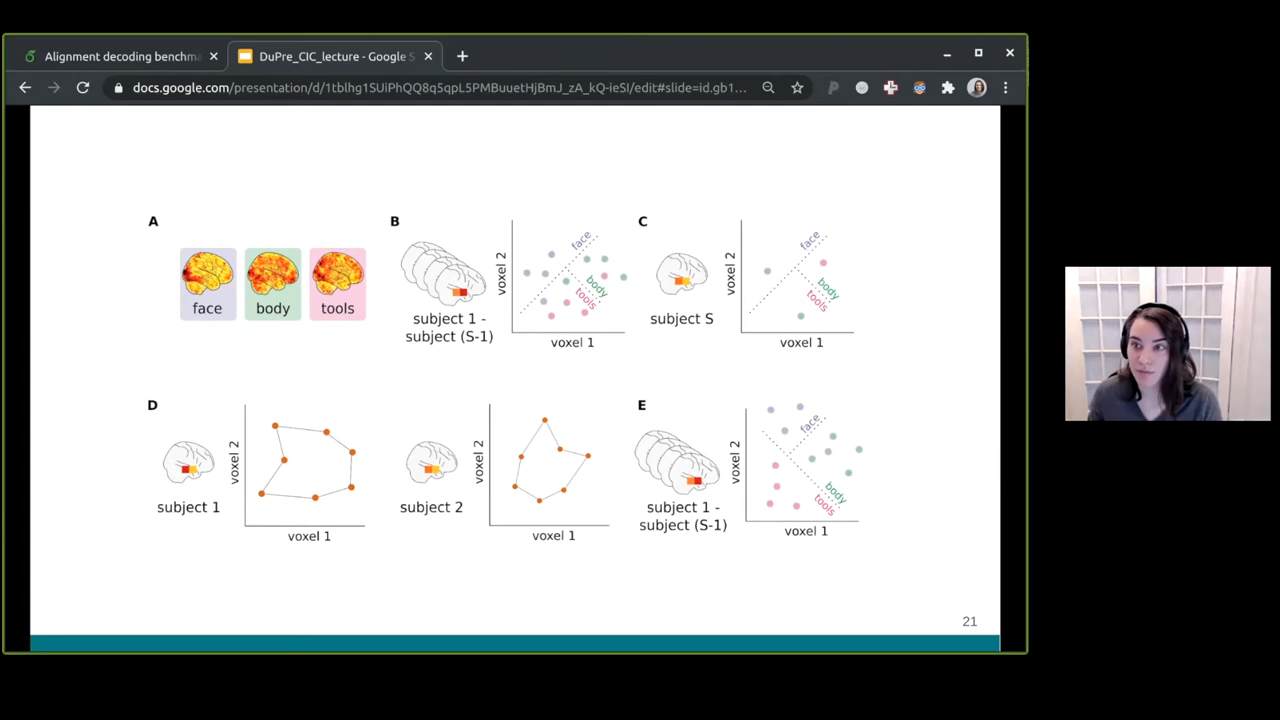 Alignment decoding benchma
DuPre_CIC_lecture - Google S
docs.google.com/presentation/d/1tblhg1SUiPhQQ8q5qpL5PMBuuetHjBmJ_zA_kQ-ieSI/edit#slide=id.gb1...
A
face
body
tools
B
subject 1 -
subject (S-1)
voxel 2
face
body
tools
voxel 1
C
subject S
voxel 2
face
body
tools
voxel 1
D
subject 1
voxel 2
voxel 1
subject 2
voxel 2
voxel 1
E
subject 1 -
subject (S-1)
voxel 2
face
body
tools
voxel 1
21